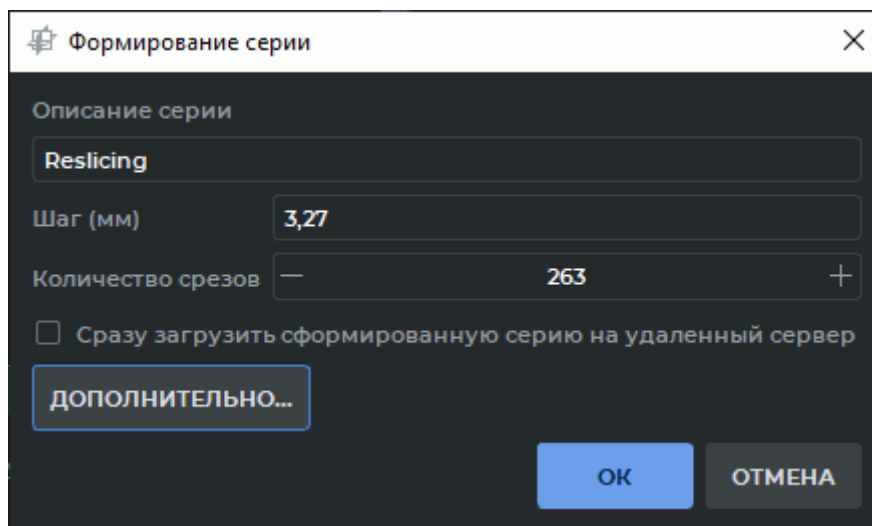 Формирование серии
Описание серии
Reslicing
Шаг (мм) 3,27
Количество срезов 263
Сразу загрузить сформированную серию на удаленный сервер
ДОПОЛНИТЕЛЬНО...
ОК ОТМЕНА